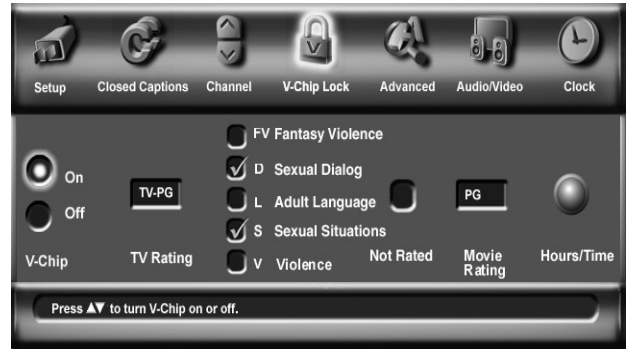 Setup
Closed Captions
Channel
V-Chip Lock
Advanced
Audio/Video
Clock
FV Fantasy Violence
On
D Sexual Dialog
TV-PG
L Adult Language
PG
Off
S Sexual Situations
V-Chip
TV Rating
V Violence
Not Rated
Movie
Rating
Hours/Time
Press ▲▼ to turn V-Chip on or off.